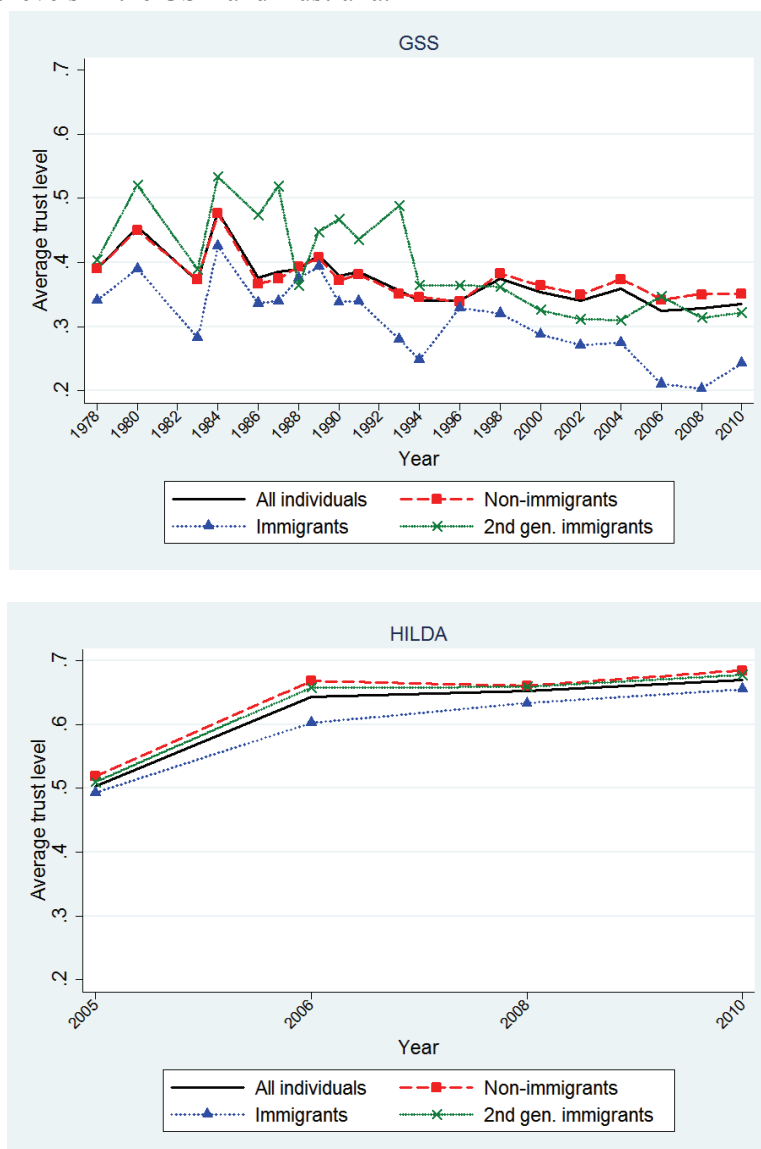 GSS
Average trust level
.7
.6
.5
.4
.3
.2
1978
1980
1982
1984
1986
1988
1990
1992
1994
1996
1998
2000
2002
2004
2006
2008
2010
Year
All individuals
Non-immigrants
Immigrants
2nd gen. immigrants
HILDA
Average trust level
.7
.6
.5
.4
.3
.2
2005
2006
2008
2010
Year
All individuals
Non-immigrants
Immigrants
2nd gen. immigrants